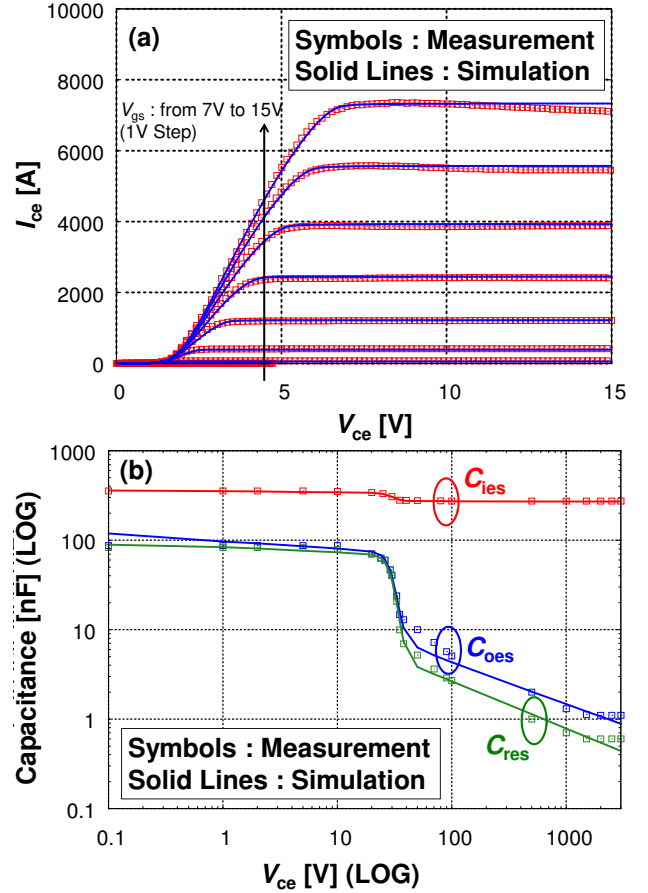 (a)
Symbols : Measurement
Solid Lines : Simulation
Vgs : from 7V to 15V
(1V Step)
10000
8000
6000
4000
2000
0
Ice [A]
0 5 10 15
Vce [V]
(b)
Cies
Coes
Cres
1000
100
10
1
0.1
Capacitance [nF] (LOG)
Symbols : Measurement
Solid Lines : Simulation
0.1 1 10 100 1000
Vce [V] (LOG)